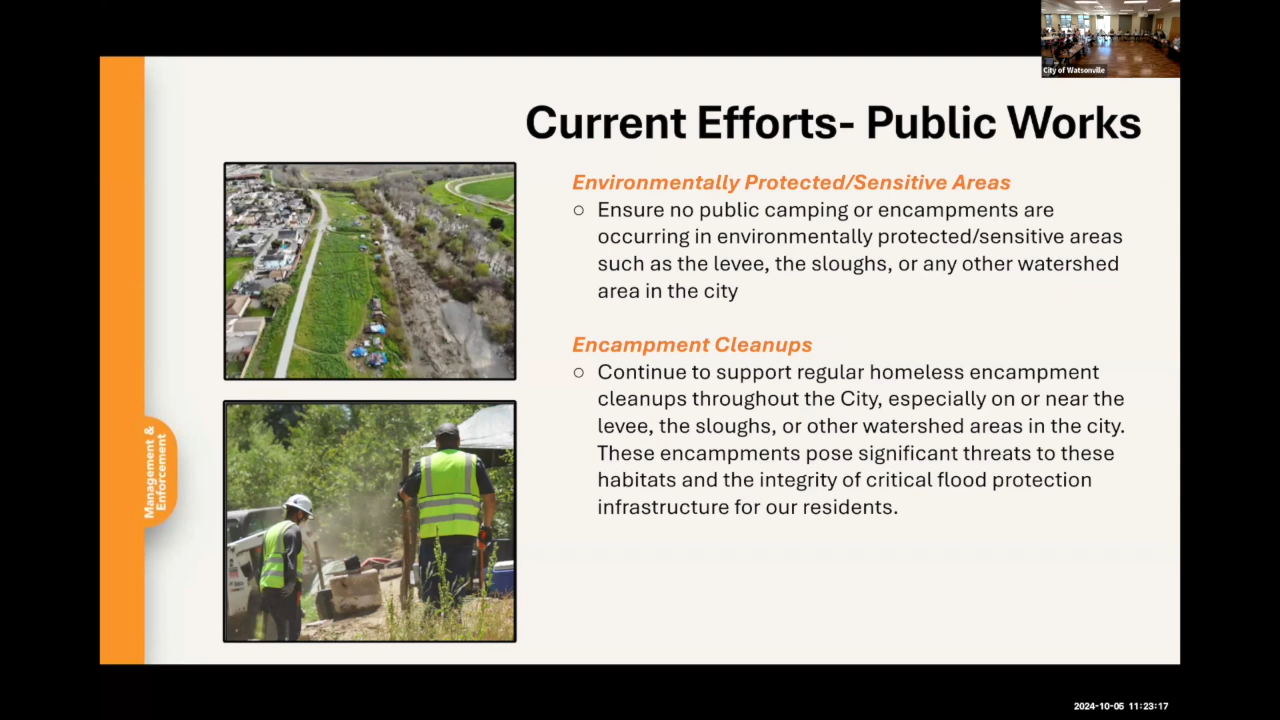 City of Watsonville
Current Efforts- Public Works
Environmentally Protected/Sensitive Areas
○ Ensure no public camping or encampments are
occurring in environmentally protected/sensitive areas
such as the levee, the sloughs, or any other watershed
area in the city
Encampment Cleanups
○ Continue to support regular homeless encampment
cleanups throughout the City, especially on or near the
levee, the sloughs, or other watershed areas in the city.
These encampments pose significant threats to these
habitats and the integrity of critical flood protection
infrastructure for our residents.
Management &
Enforcement
2024-10-05 11:23:17